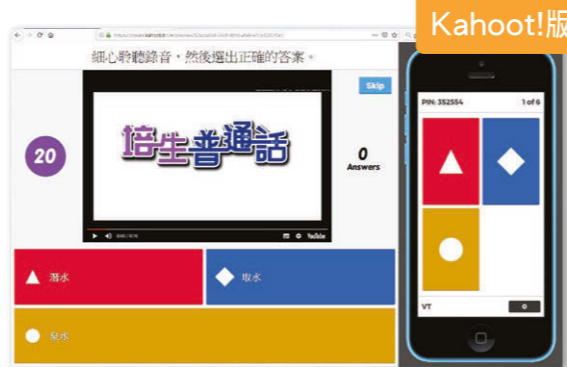 Kahoot!版
細心聆聽錄音，然後選出正確的答案。
Skip
20
培生普通話
0
Answers
YouTube
潛水
取水
泉水
PIN: 352554
1 of 6
VT
0